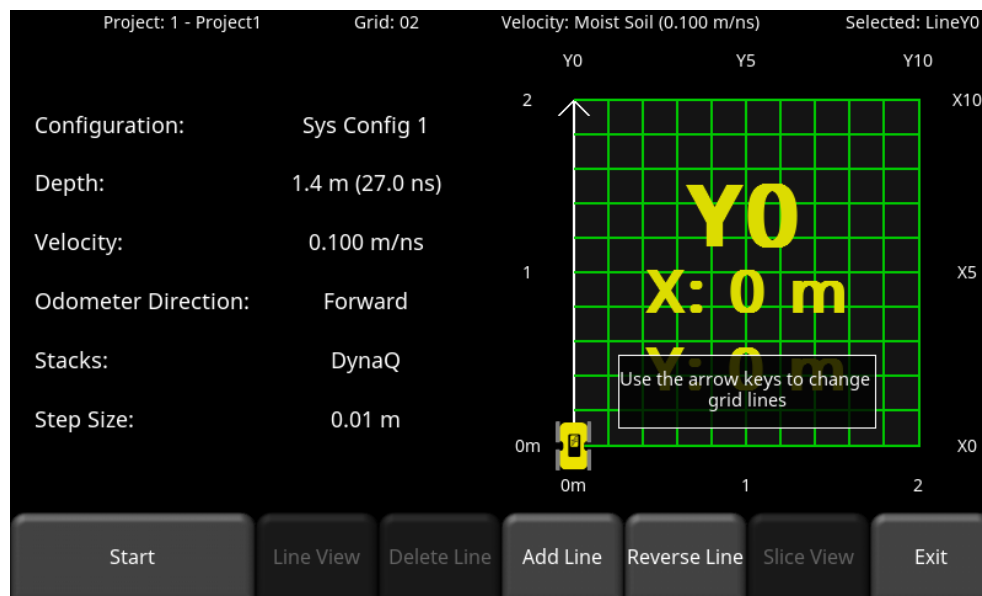 Project: 1 - Project1 Grid: 02 Velocity: Moist Soil (0.100 m/ns) Selected: LineY0
Y0 Y5 Y10
2 X10
Configuration: Sys Config 1
Depth: 1.4 m (27.0 ns)
Y0
Velocity: 0.100 m/ns
1 X5
X: 0 m
Odometer Direction: Forward
Stacks: DynaQ
Y: 0 m
Use the arrow keys to change
grid lines
Step Size: 0.01 m
0m X0
0m 1 2
Start Line View Delete Line Add Line Reverse Line Slice View Exit